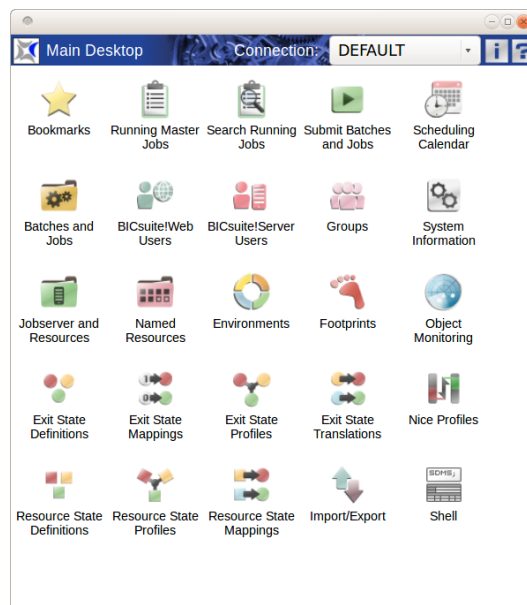 Main Desktop Connection: DEFAULT i ?
Bookmarks
Running Master Jobs
Search Running Jobs
Submit Batches and Jobs
Scheduling Calendar
Batches and Jobs
BICsuite!Web Users
BICsuite!Server Users
Groups
System Information
Jobserver and Resources
Named Resources
Environments
Footprints
Object Monitoring
Exit State Definitions
1
0
Exit State Mappings
Exit State Profiles
Exit State Translations
Nice Profiles
Resource State Definitions
Resource State Profiles
Resource State Mappings
Import/Export
SDMS;
Shell